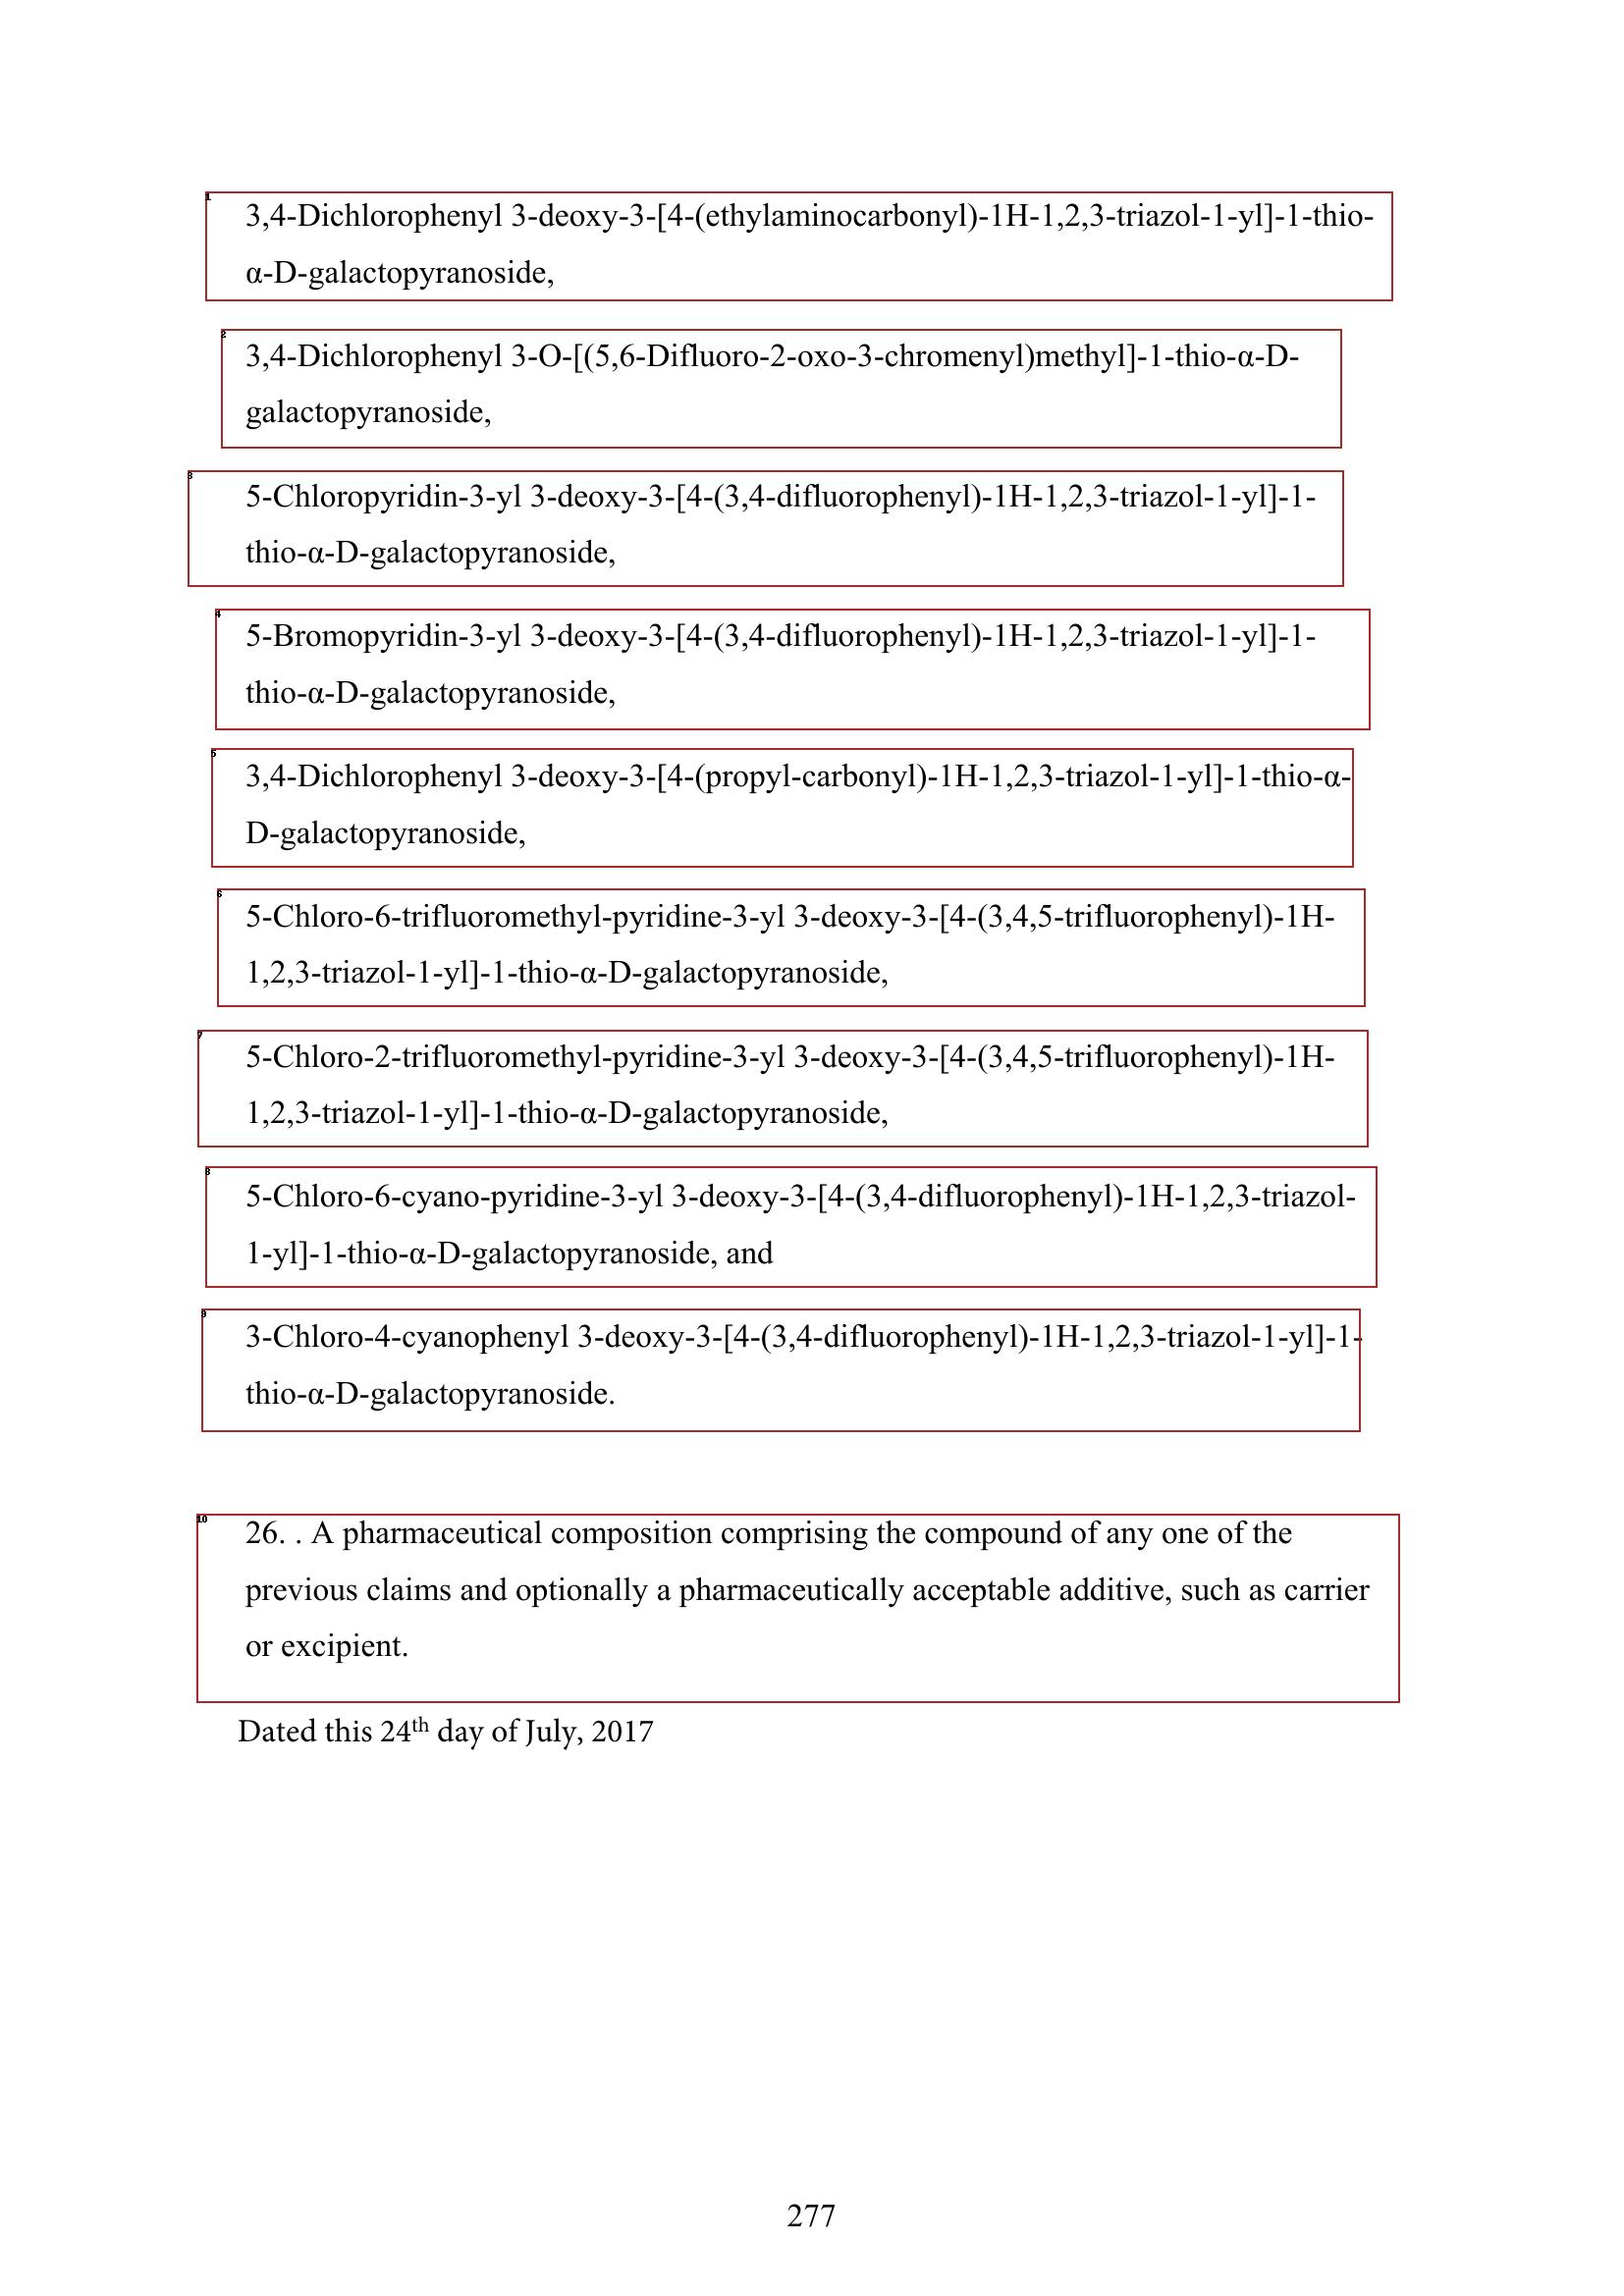 1
3,4-Dichlorophenyl 3-deoxy-3-[4-(ethylaminocarbonyl)-1H-1,2,3-triazol-1-yl]-1-thio-
α-D-galactopyranoside,
2
3,4-Dichlorophenyl 3-O-[(5,6-Difluoro-2-oxo-3-chromenyl)methyl]-1-thio-α-D-
galactopyranoside,
3
5-Chloropyridin-3-yl 3-deoxy-3-[4-(3,4-difluorophenyl)-1H-1,2,3-triazol-1-yl]-1-
thio-α-D-galactopyranoside,
4
5-Bromopyridin-3-yl 3-deoxy-3-[4-(3,4-difluorophenyl)-1H-1,2,3-triazol-1-yl]-1-
thio-α-D-galactopyranoside,
5
3,4-Dichlorophenyl 3-deoxy-3-[4-(propyl-carbonyl)-1H-1,2,3-triazol-1-yl]-1-thio-α-
D-galactopyranoside,
6
5-Chloro-6-trifluoromethyl-pyridine-3-yl 3-deoxy-3-[4-(3,4,5-trifluorophenyl)-1H-
1,2,3-triazol-1-yl]-1-thio-α-D-galactopyranoside,
7
5-Chloro-2-trifluoromethyl-pyridine-3-yl 3-deoxy-3-[4-(3,4,5-trifluorophenyl)-1H-
1,2,3-triazol-1-yl]-1-thio-α-D-galactopyranoside,
8
5-Chloro-6-cyano-pyridine-3-yl 3-deoxy-3-[4-(3,4-difluorophenyl)-1H-1,2,3-triazol-
1-yl]-1-thio-α-D-galactopyranoside, and
9
3-Chloro-4-cyanophenyl 3-deoxy-3-[4-(3,4-difluorophenyl)-1H-1,2,3-triazol-1-yl]-1-
thio-α-D-galactopyranoside.
10
26. . A pharmaceutical composition comprising the compound of any one of the
previous claims and optionally a pharmaceutically acceptable additive, such as carrier
or excipient.
Dated this 24th day of July, 2017
277